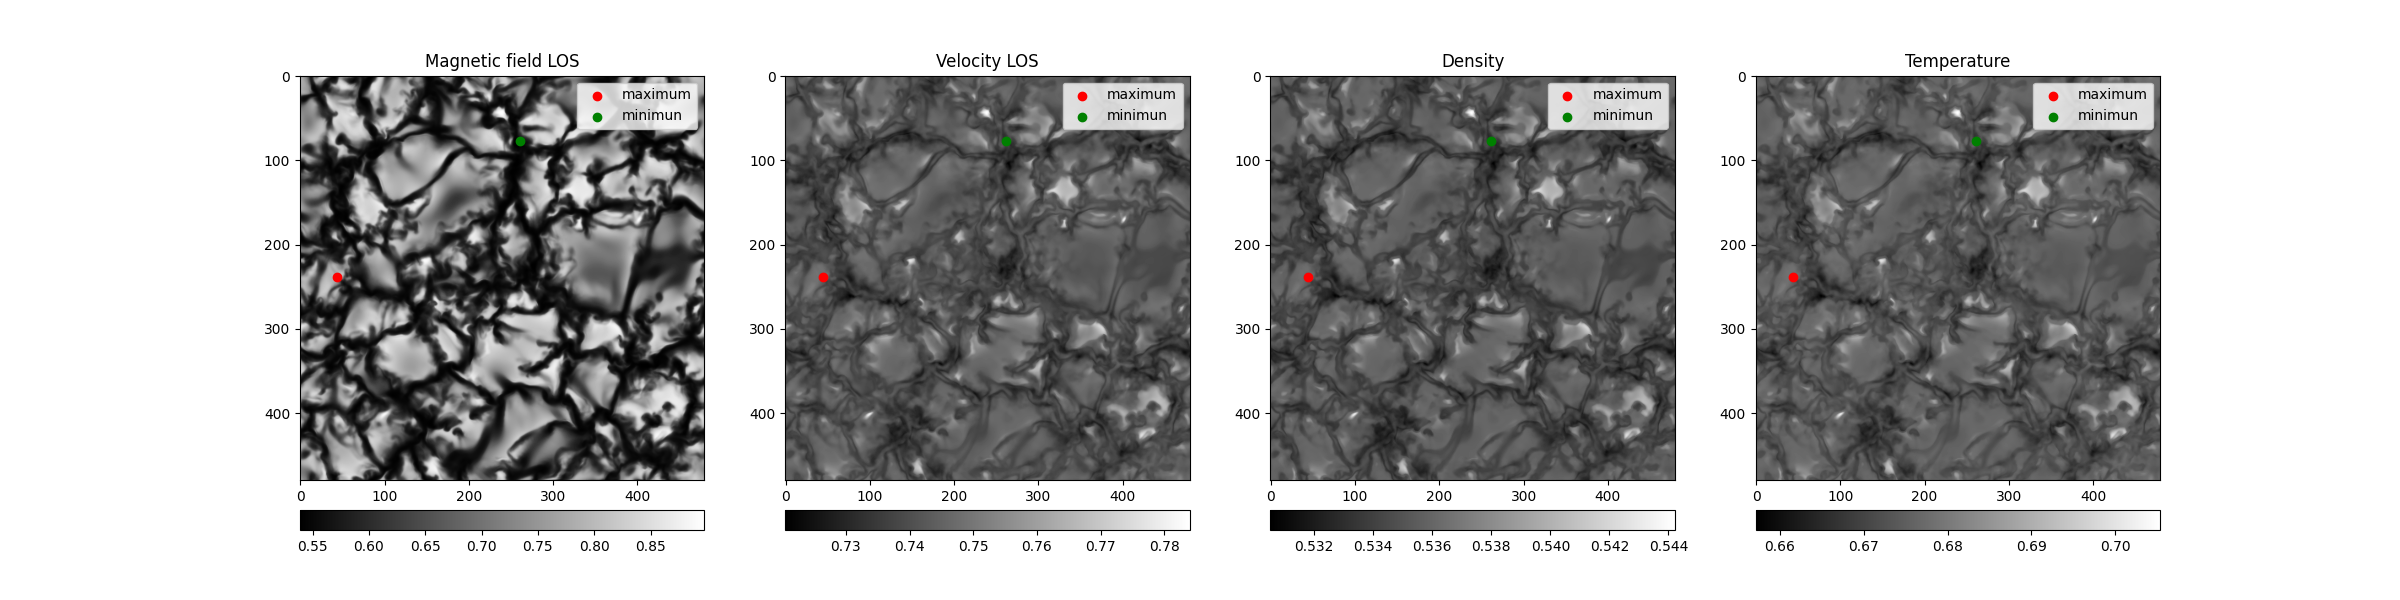 Magnetic field LOS
maximum
minimun
0
100
200
300
400
0 100 200 300 400
0.55 0.60 0.65 0.70 0.75 0.80 0.85
Velocity LOS
maximum
minimun
0
100
200
300
400
0 100 200 300 400
0.73 0.74 0.75 0.76 0.77 0.78
Density
maximum
minimun
0
100
200
300
400
0 100 200 300 400
0.532 0.534 0.536 0.538 0.540 0.542 0.544
Temperature
maximum
minimun
0
100
200
300
400
0 100 200 300 400
0.66 0.67 0.68 0.69 0.70